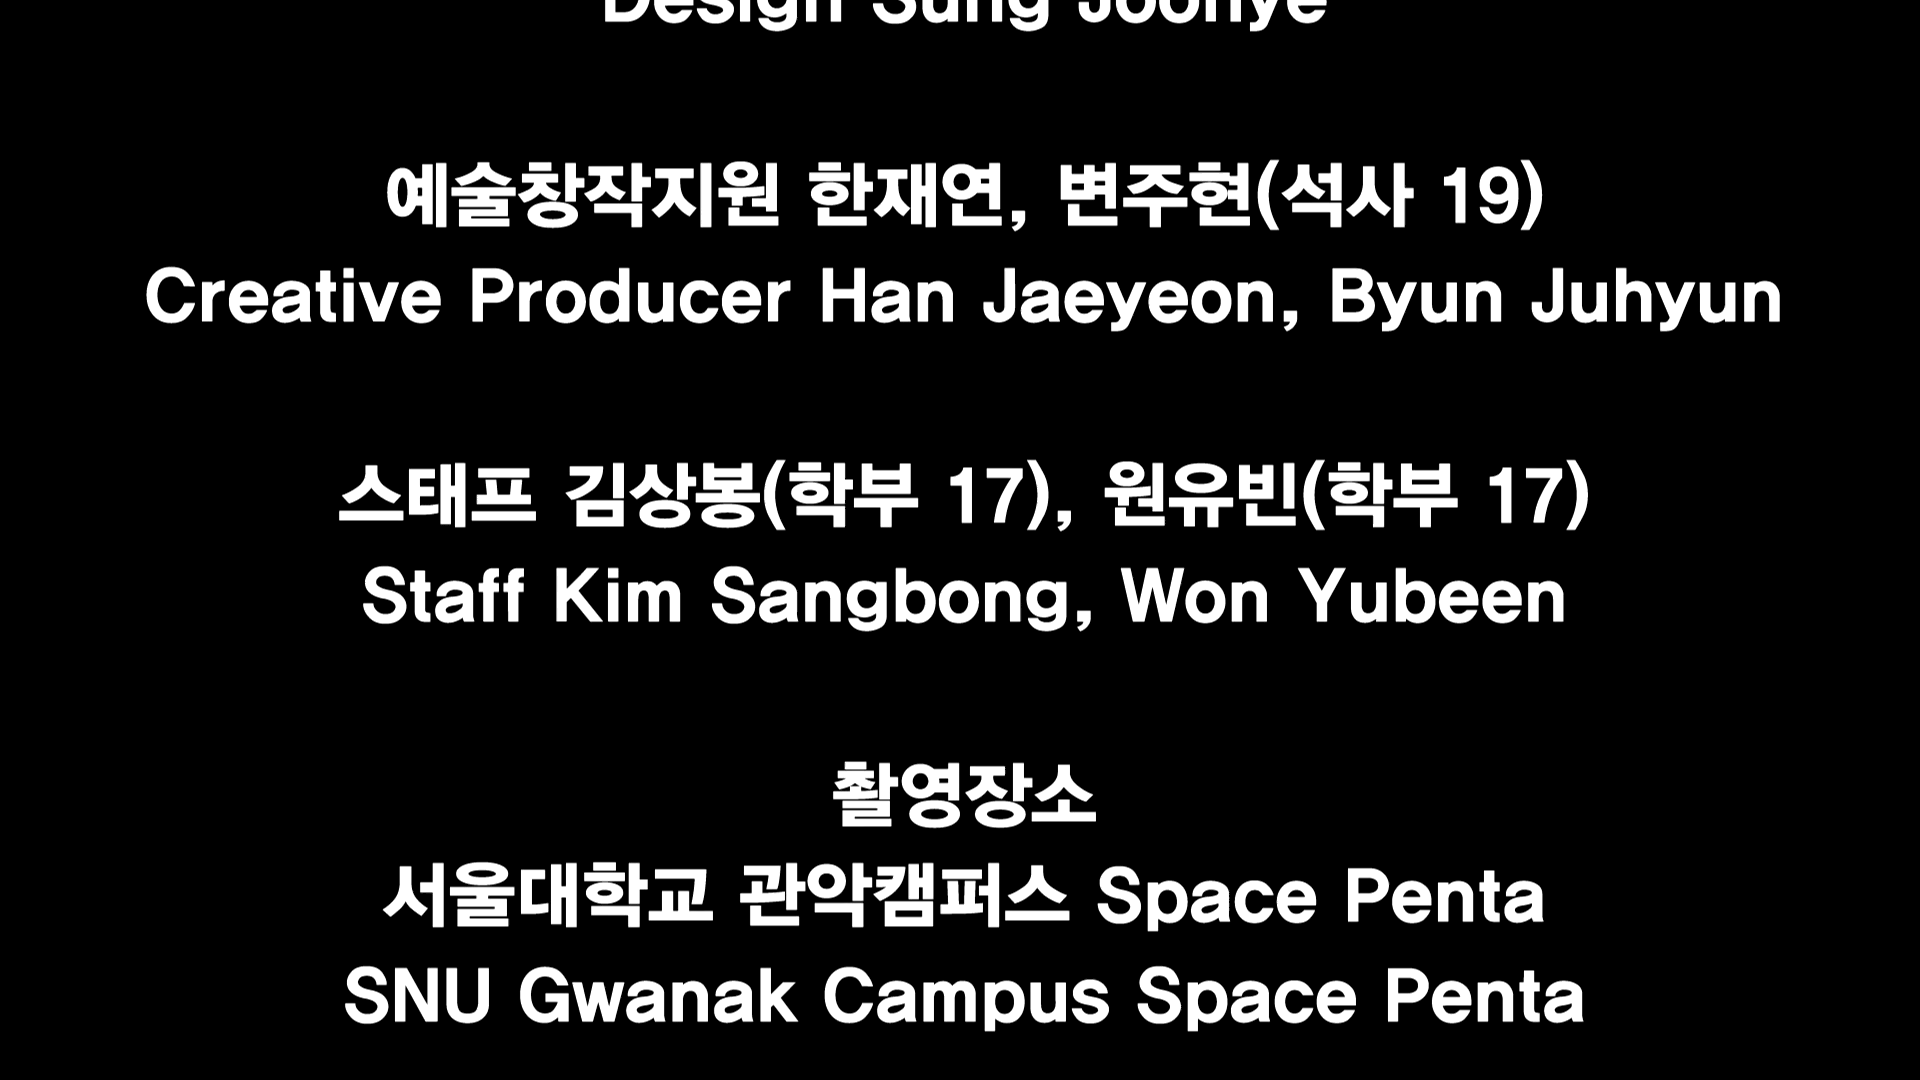 Design Sung Joonye
예술창작지원 한재연, 변주현(석사 19)
Creative Producer Han Jaeyeon, Byun Juhyun
스태프 김상봉(학부 17), 원유빈(학부 17)
Staff Kim Sangbong, Won Yubeen
촬영장소
서울대학교 관악캠퍼스 Space Penta
SNU Gwanak Campus Space Penta